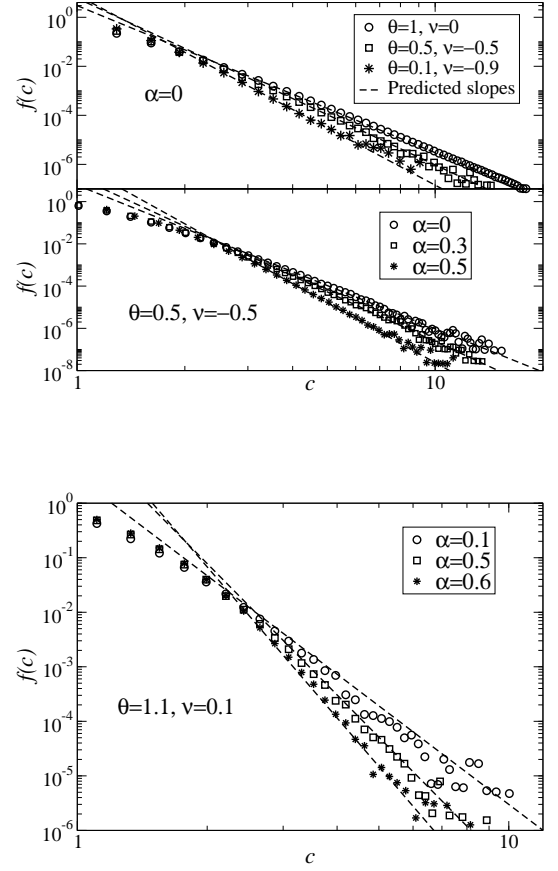 10^0
10^-2
10^-4
10^-6
f(c)
α=0
θ=1, ν=0
θ=0.5, ν=−0.5
θ=0.1, ν=−0.9
Predicted slopes
10^0
10^-2
10^-4
10^-6
10^-8
f(c)
θ=0.5, ν=−0.5
α=0
α=0.3
α=0.5
1
10
c
10^0
10^-1
10^-2
10^-3
10^-4
10^-5
10^-6
f(c)
θ=1.1, ν=0.1
α=0.1
α=0.5
α=0.6
1
10
c